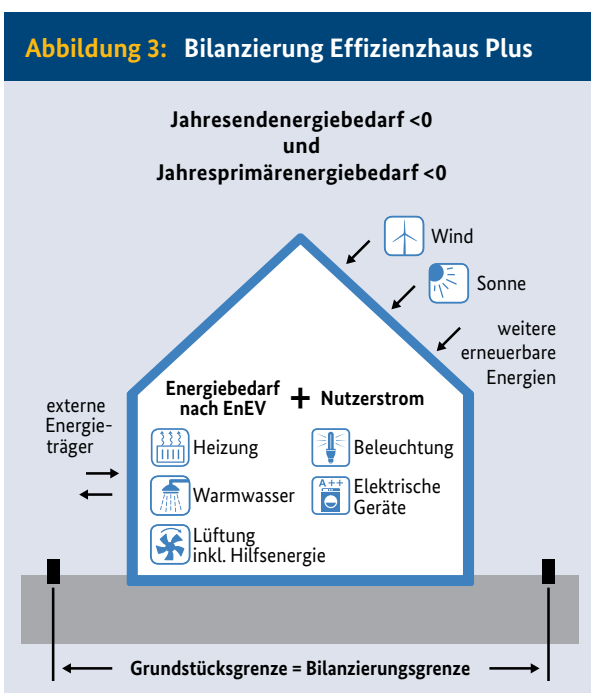 Abbildung 3: Bilanzierung Effizienzhaus Plus
Jahresendenergiebedarf <0
und
Jahresprimärenergiebedarf <0
Wind
Sonne
weitere
erneuerbare
Energien
externe
Energie-
träger
Energiebedarf
nach EnEV
+ Nutzerstrom
Heizung
Warmwasser
Lüftung
inkl. Hilfsenergie
Beleuchtung
A++
Elektrische
Geräte
Grundstücksgrenze = Bilanzierungsgrenze